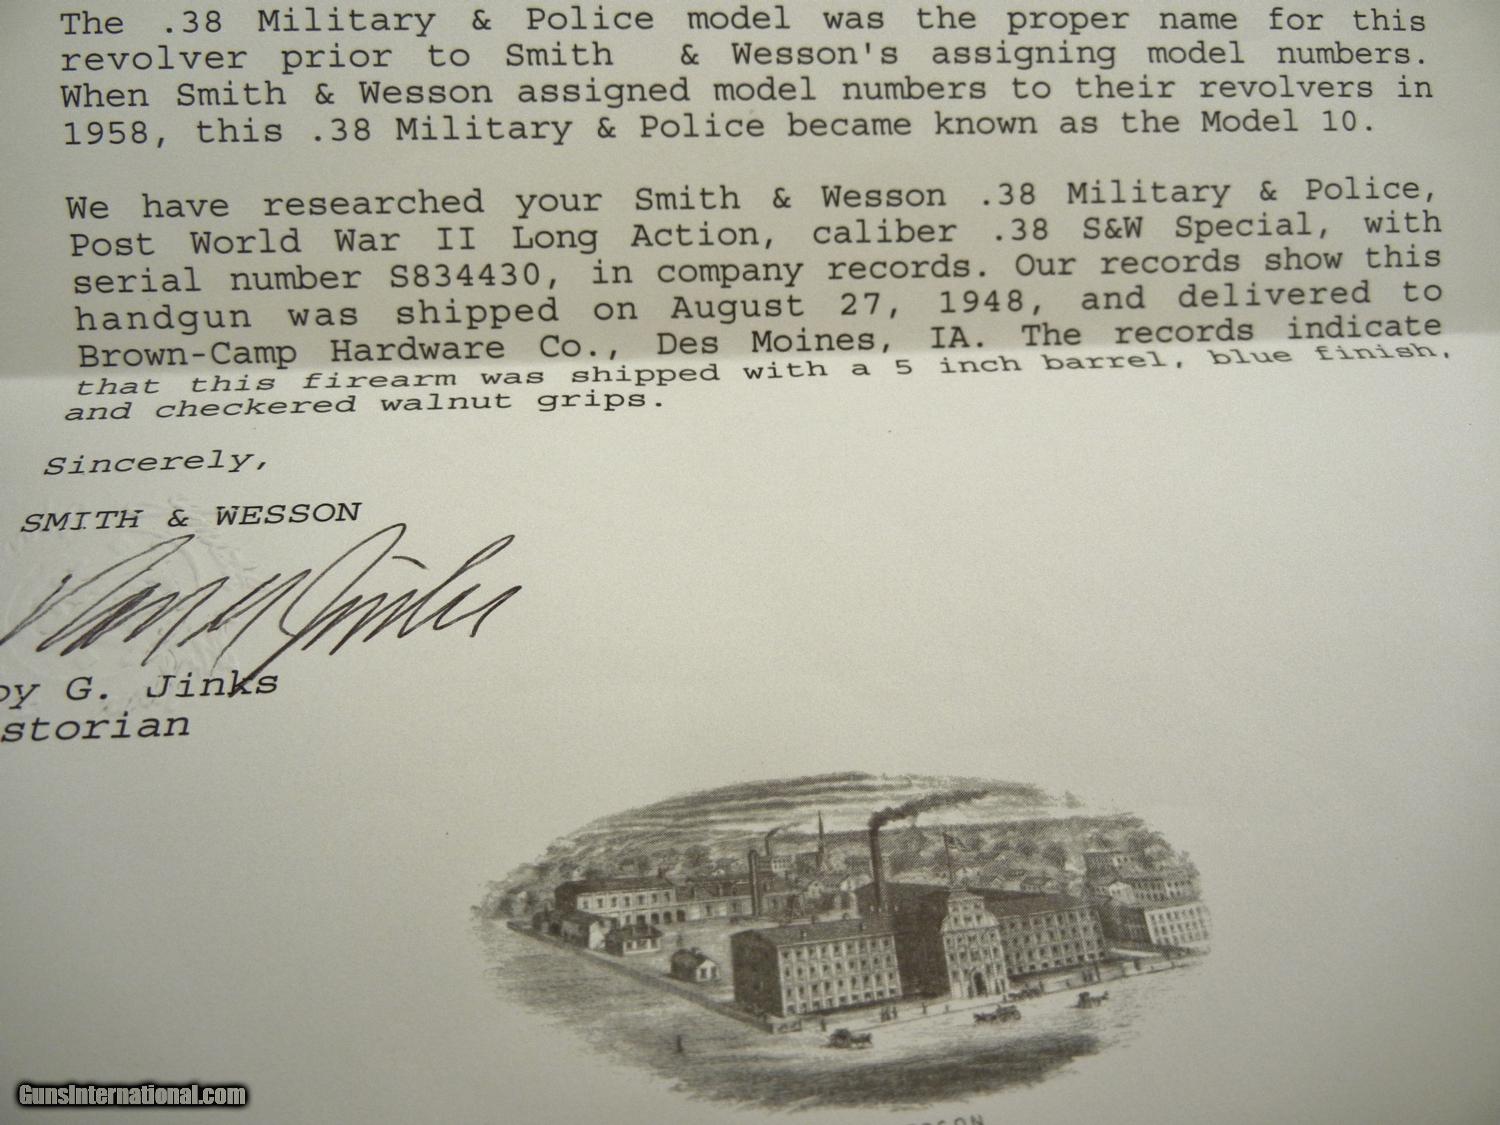 The .38 Military & Police model was the proper name for this
revolver prior to Smith & Wesson's assigning model numbers.
When Smith & Wesson assigned model numbers to their revolvers in
1958, this .38 Military & Police became known as the Model 10.
We have researched your Smith & Wesson .38 Military & Police,
Post World War II Long Action, caliber .38 S&W Special, with
serial number S834430, in company records. Our records show this
handgun was shipped on August 27, 1948, and delivered to
Brown-Camp Hardware Co., Des Moines, IA. The records indicate
that this firearm was shipped with a 5 inch barrel, blue finish,
and checkered walnut grips.
Sincerely,
SMITH & WESSON
oy G. Jinks
storian
GunsInternational.com